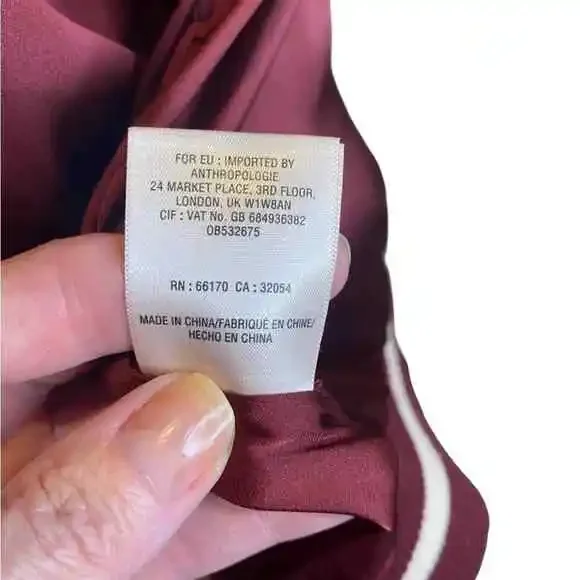 FOR EU : IMPORTED BY
ANTHROPOLOGIE
24 MARKET PLACE, 3RD FLOOR,
LONDON, UK W1W8AN
CIF : VAT No. GB 684936382
OB532675
RN : 66170 CA : 32054
MADE IN CHINA/FABRIQUÉ EN CHINE/
HECHO EN CHINA